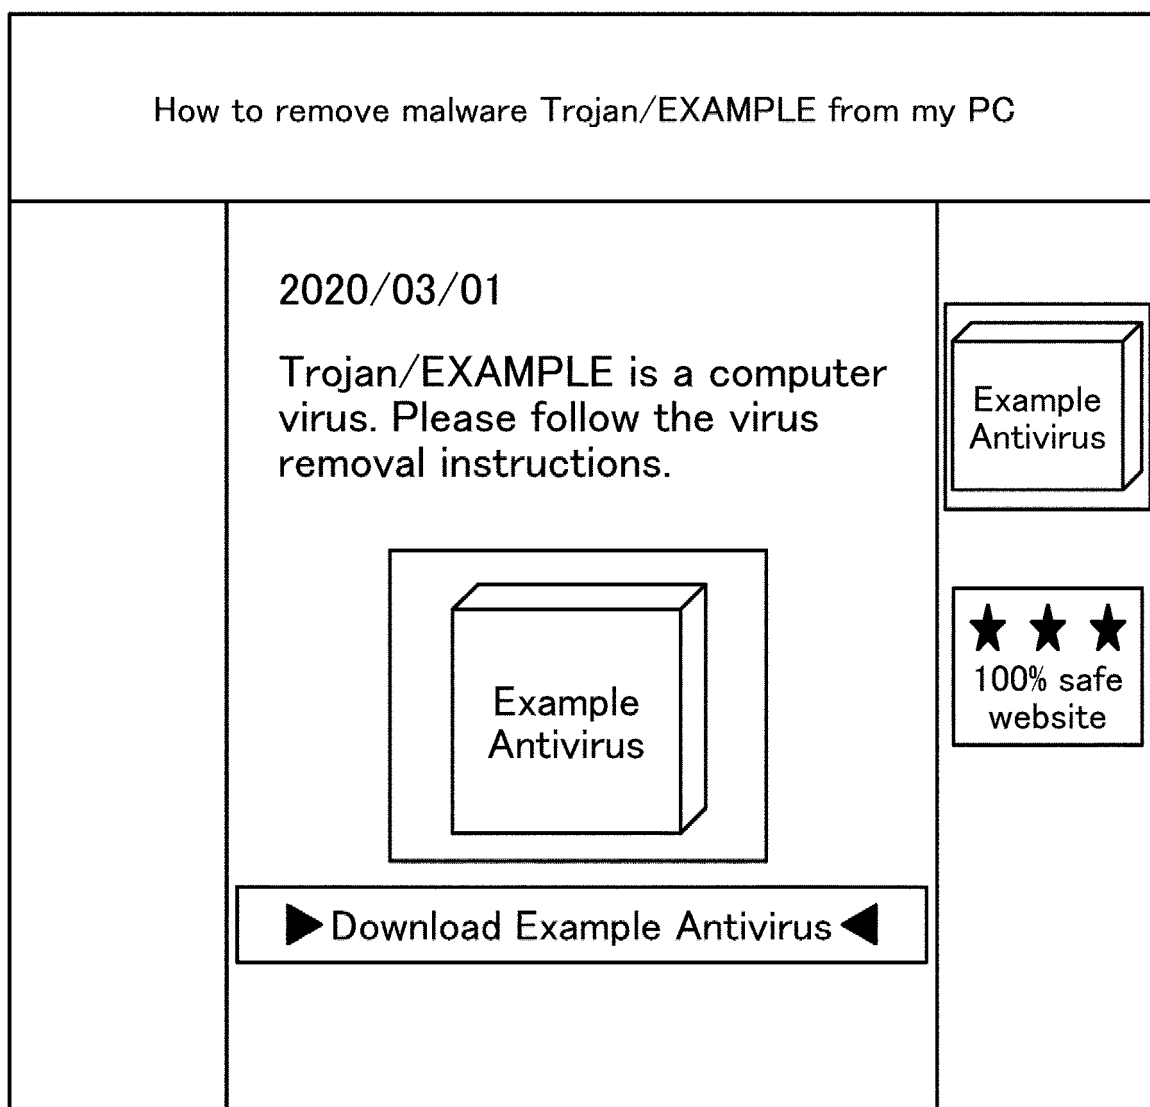 How to remove malware Trojan/EXAMPLE from my PC
2020/03/01
Trojan/EXAMPLE is a computer
virus. Please follow the virus
removal instructions.
Example
Antivirus
Download Example Antivirus
Example
Antivirus
100% safe
website